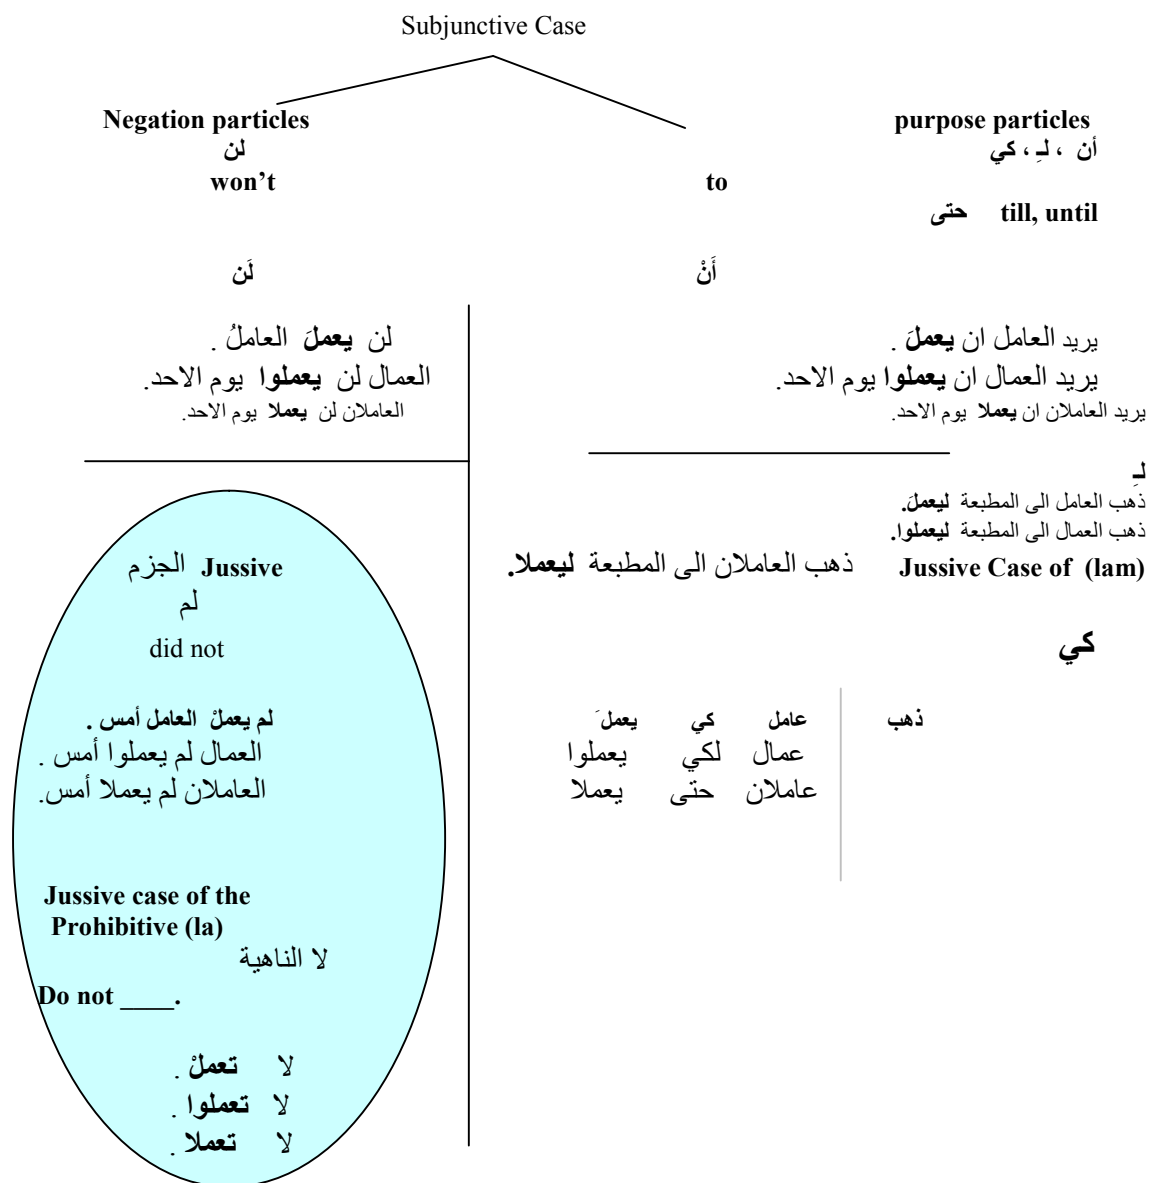 Subjunctive Case
Negation particles
لن
won't
to
purpose particles
أن ، لـِ ، كي
till, until حتى
لَن
أَنْ
لن يعملَ العاملُ .
العمال لن يعملوا يوم الاحد.
العاملان لن يعملا يوم الاحد.
يريد العامل ان يعملَ .
يريد العمال ان يعملوا يوم الاحد.
يريد العاملان ان يعملا يوم الاحد.
لـِ
ذهب العامل الى المطبعة ليعملَ.
ذهب العمال الى المطبعة ليعملوا.
Jussive Case of (lam) ذهب العاملان الى المطبعة ليعملا.
كي
ذهب عامل كي يعمل َ
عمال لكي يعملوا
عاملان حتى يعملا
Jussive الجزم
لم
did not
لم يعملْ العامل أمس .
العمال لم يعملوا أمس .
العاملان لم يعملا أمس.
Jussive case of the
Prohibitive (la)
لا الناهية
Do not ____.
لا تعملْ .
لا تعملوا .
لا تعملا .